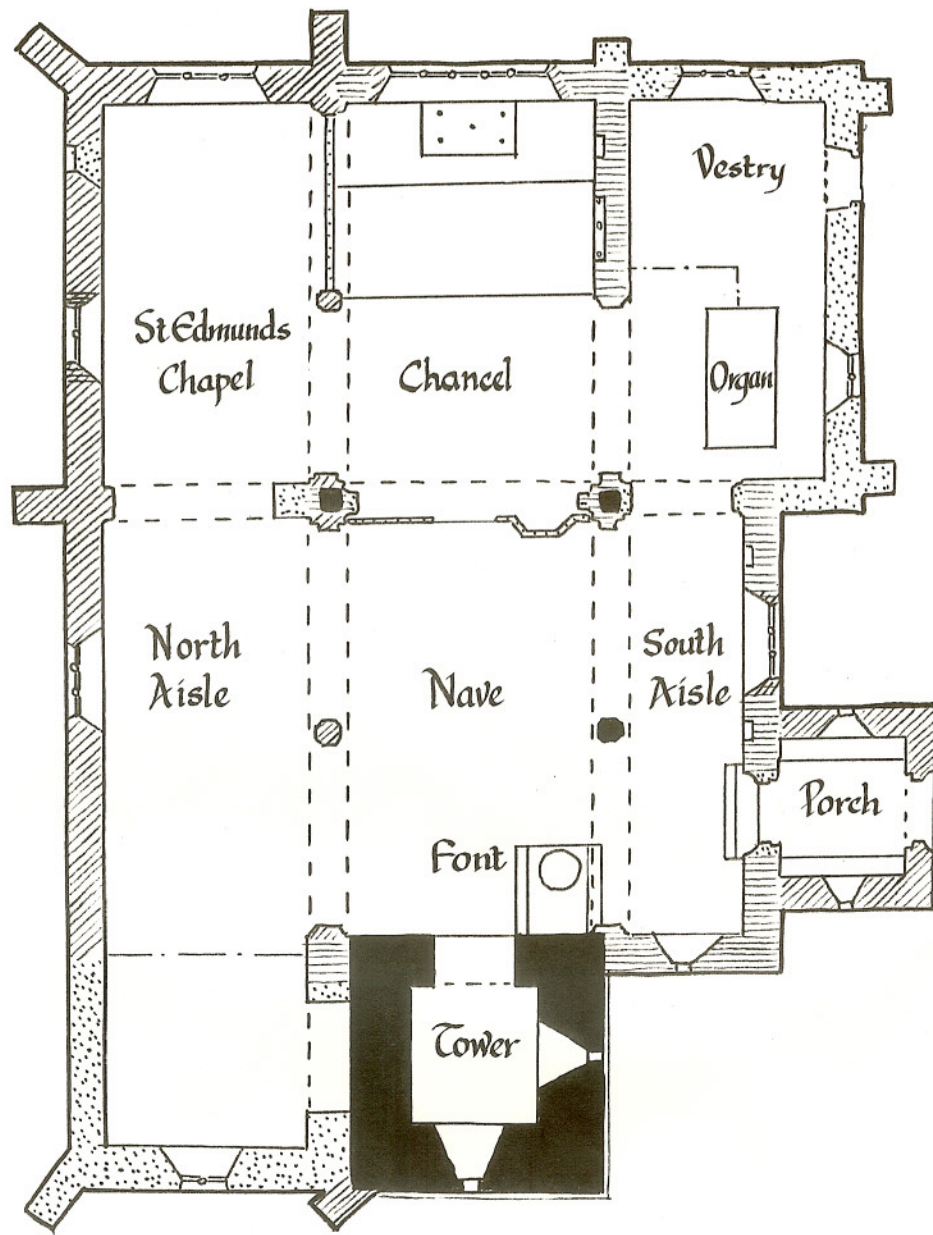 Vestry
St Edmunds
Chapel
Chancel
Organ
North
Aisle
Nave
South
Aisle
Porch
Font
Tower